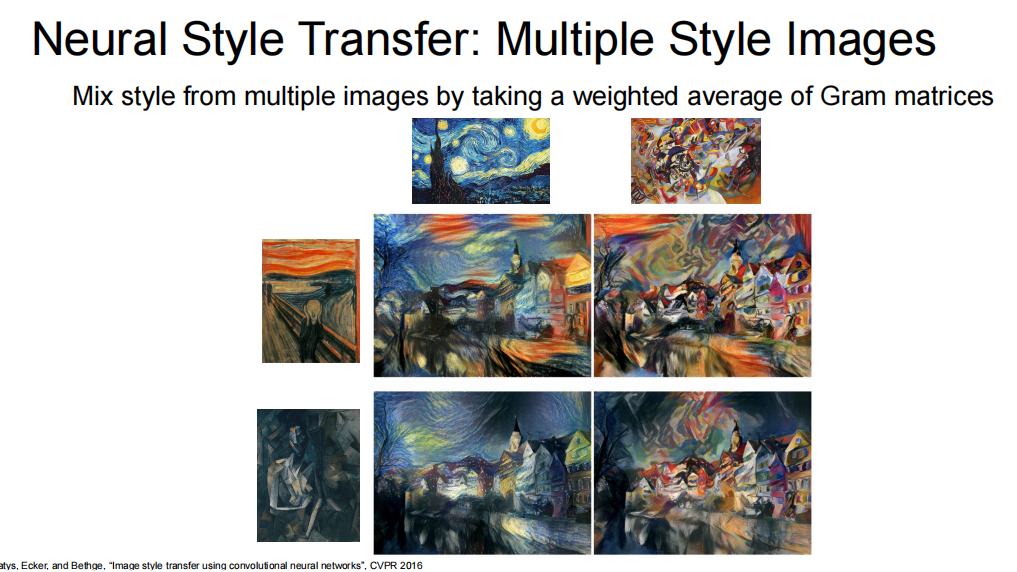 Neural Style Transfer: Multiple Style Images
Mix style from multiple images by taking a weighted average of Gram matrices
atys, Ecker, and Bethge, “Image style transfer using convolutional neural networks”, CVPR 2016